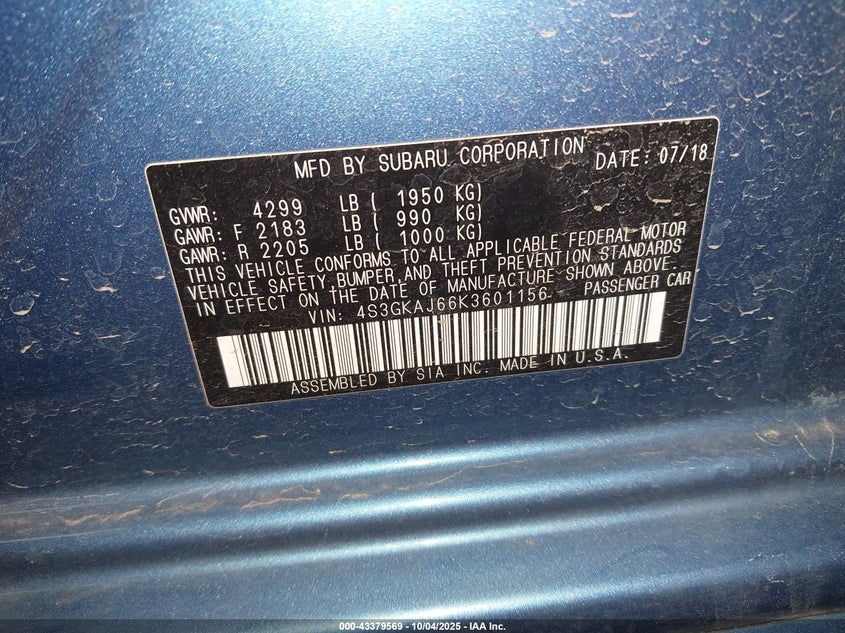 MFD BY SUBARU CORPORATION DATE: 07/18
GVWR: 4299 LB ( 1950 KG)
GAWR: F 2183 LB ( 990 KG)
GAWR: R 2205 LB ( 1000 KG)
THIS VEHICLE CONFORMS TO ALL APPLICABLE FEDERAL MOTOR
VEHICLE SAFETY,BUMPER,AND THEFT PREVENTION STANDARDS
IN EFFECT ON THE DATE OF MANUFACTURE SHOWN ABOVE.
VIN: 4S3GKAJ66K3601156 PASSENGER CAR
ASSEMBLED BY SIA INC. MADE IN U.S.A.
000-43379569 - 10/04/2025 - IAA Inc.